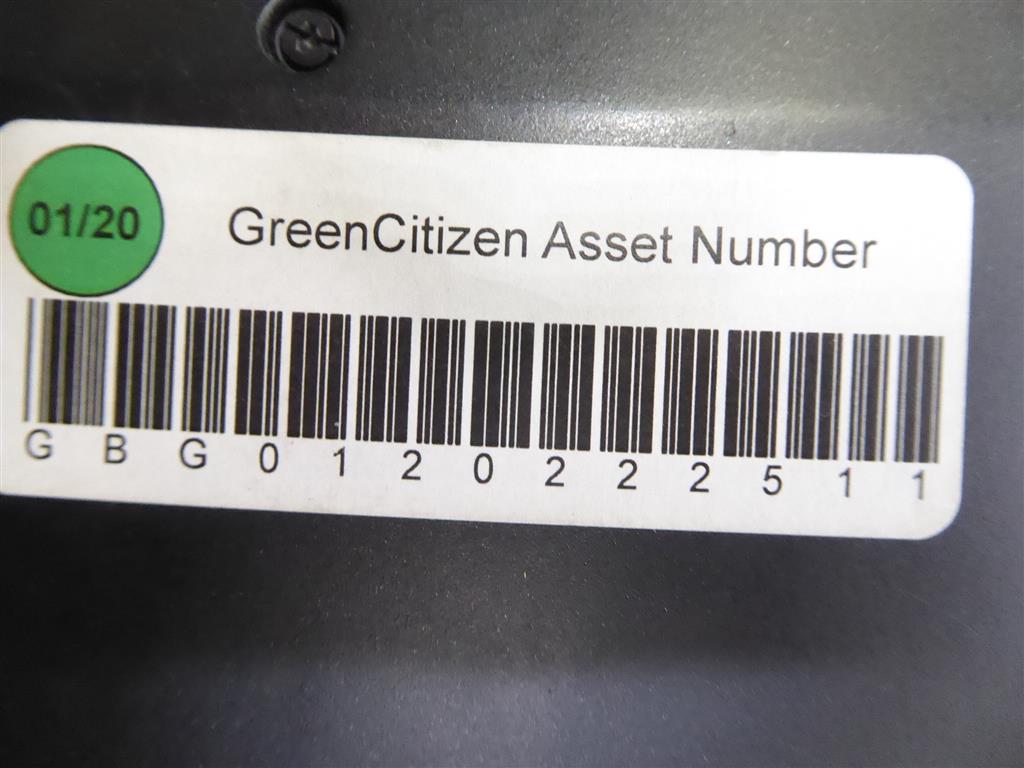 01/20
GreenCitizen Asset Number
G B G 0 1 2 0 2 2 2 5 1 1